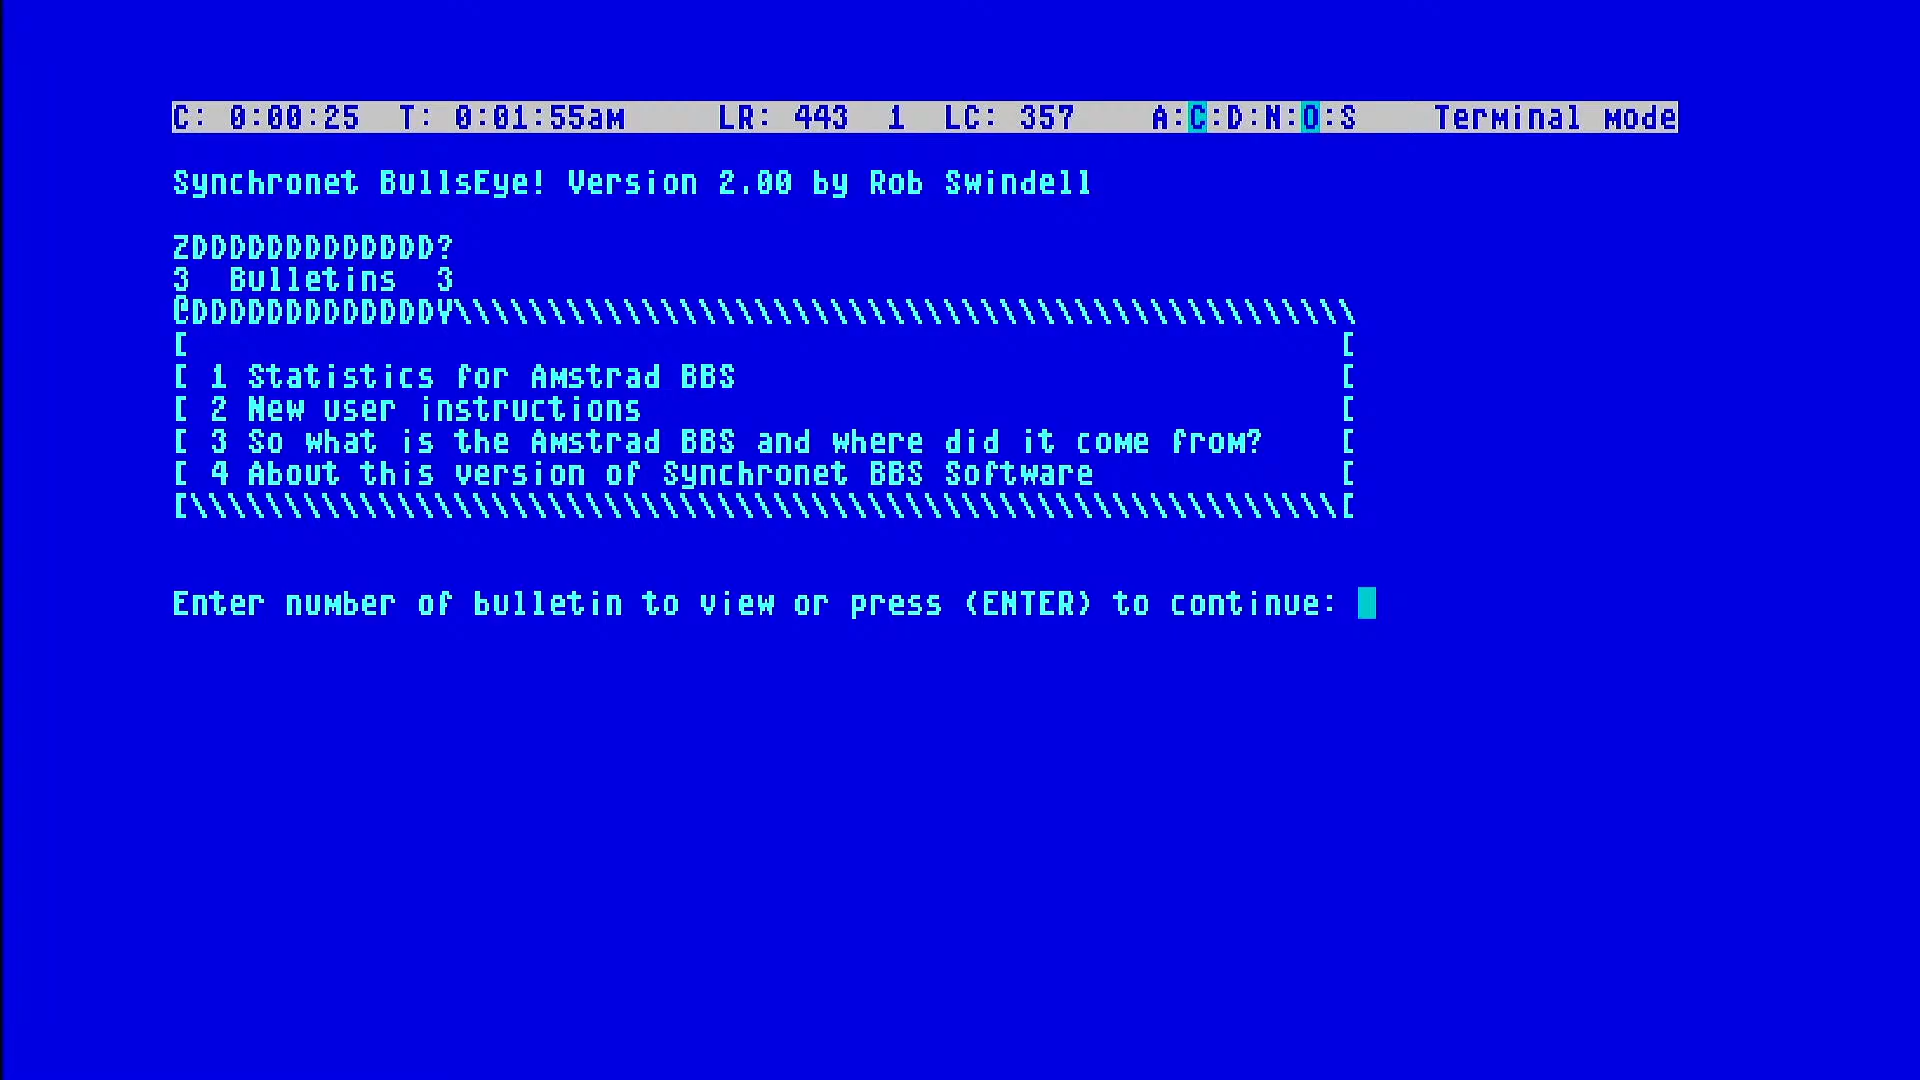 C: 0:00:25  T: 0:01:55am     LR: 443  1  LC: 357    A:C:D:N:O:S    Terminal mode
Synchronet BullsEye! Version 2.00 by Rob Swindell
ZDDDDDDDDDDDDD?
3  Bulletins  3
@DDDDDDDDDDDDDV\\\\\\\\\\\\\\\\\\\\\\\\\\\\\\\\\\\\\\\\\\\\\\\\
[                                                             [
[ 1 Statistics for Amstrad BBS                                [
[ 2 New user instructions                                     [
[ 3 So what is the Amstrad BBS and where did it come from?    [
[ 4 About this version of Synchronet BBS Software             [
[\\\\\\\\\\\\\\\\\\\\\\\\\\\\\\\\\\\\\\\\\\\\\\\\\\\\\\\\\\\\\[
Enter number of bulletin to view or press (ENTER) to continue: